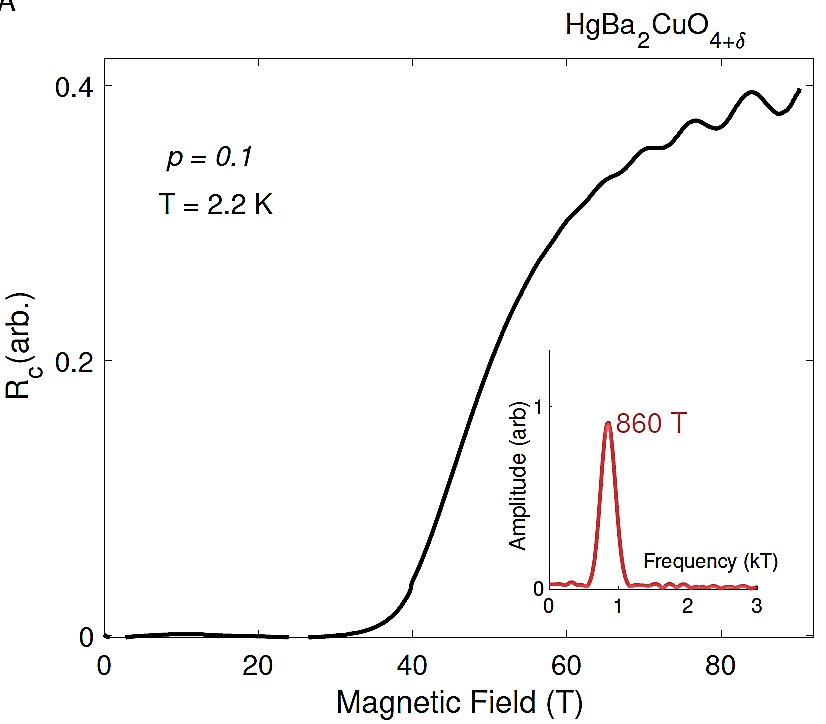 A
HgBa₂CuO₄₊δ
0.4
p = 0.1
T = 2.2 K
R_c(arb.)
0.2
0
0 20 40 60 80
Magnetic Field (T)
Amplitude (arb)
1
860 T
Frequency (kT)
0
0 1 2 3